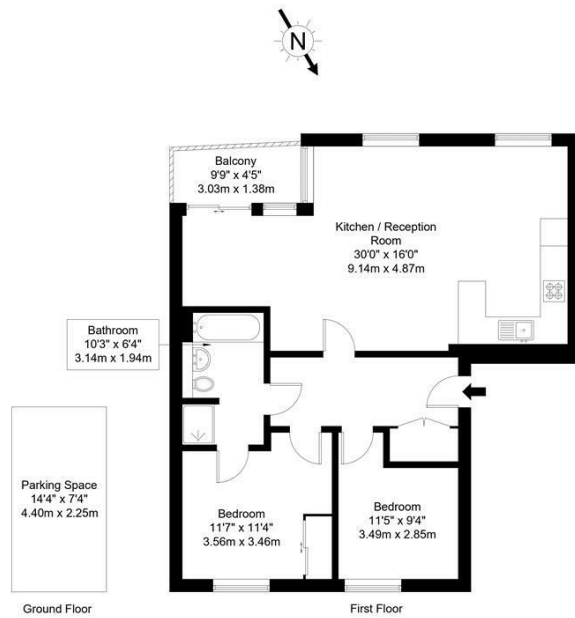 N
Balcony
9'9" x 4'5"
3.03m x 1.38m
Kitchen / Reception
Room
30'0" x 16'0"
9.14m x 4.87m
Bathroom
10'3" x 6'4"
3.14m x 1.94m
Parking Space
14'4" x 7'4"
4.40m x 2.25m
Bedroom
11'7" x 11'4"
3.56m x 3.46m
Bedroom
11'5" x 9'4"
3.49m x 2.85m
Ground Floor
First Floor